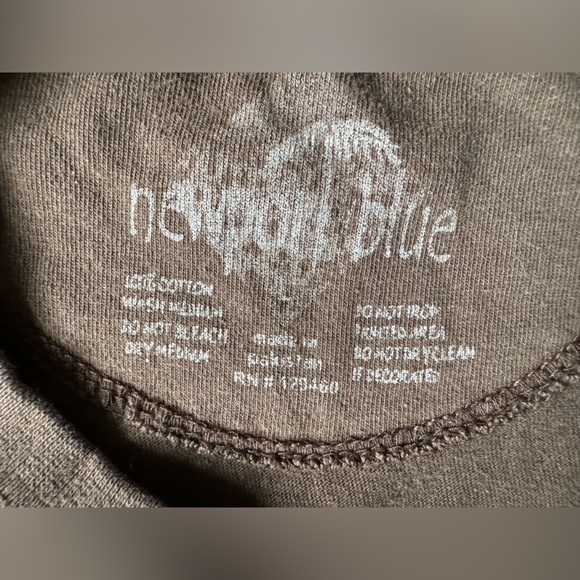 newport blue
100% COTTON
WASH MEDIUM
DO NOT BLEACH
DRY MEDIUM
made in
Pakistan
RN # 129460
DO NOT IRON
PRINTED AREA
DO NOT DRY CLEAN
IF DECORATED